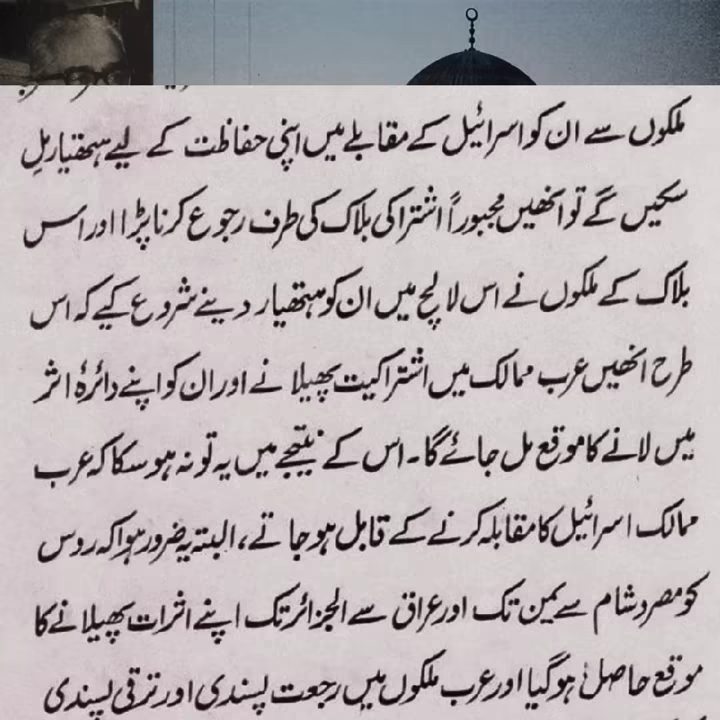 ملکوں سے ان کو اسرائیل کے مقابلے میں اپنی حفاظت کے لیے ہتھیار مل
سکیں گے تو انھیں مجبوراً اشتراکی بلاک کی طرف رجوع کرنا پڑا اور اس
بلاک کے ملکوں نے اس لالچ میں ان کو ہتھیار دینے شروع کیے کہ اس
طرح انھیں عرب ممالک میں اشتراکیت پھیلانے اور ان کو اپنے دائرۂ اثر
میں لانے کا موقع مل جائے گا۔ اس کے نیتجے میں یہ تو نہ ہو سکا کہ عرب
ممالک اسرائیل کا مقابلہ کرنے کے قابل ہو جاتے، البتہ یہ ضرور ہوا کہ روس
کو مصر و شام سے یمن تک اور عراق سے الجزائر تک اپنے اثرات پھیلانے کا
موقع حاصل ہو گیا اور عرب ملکوں میں رجعت پسندی اور ترقی پسندی